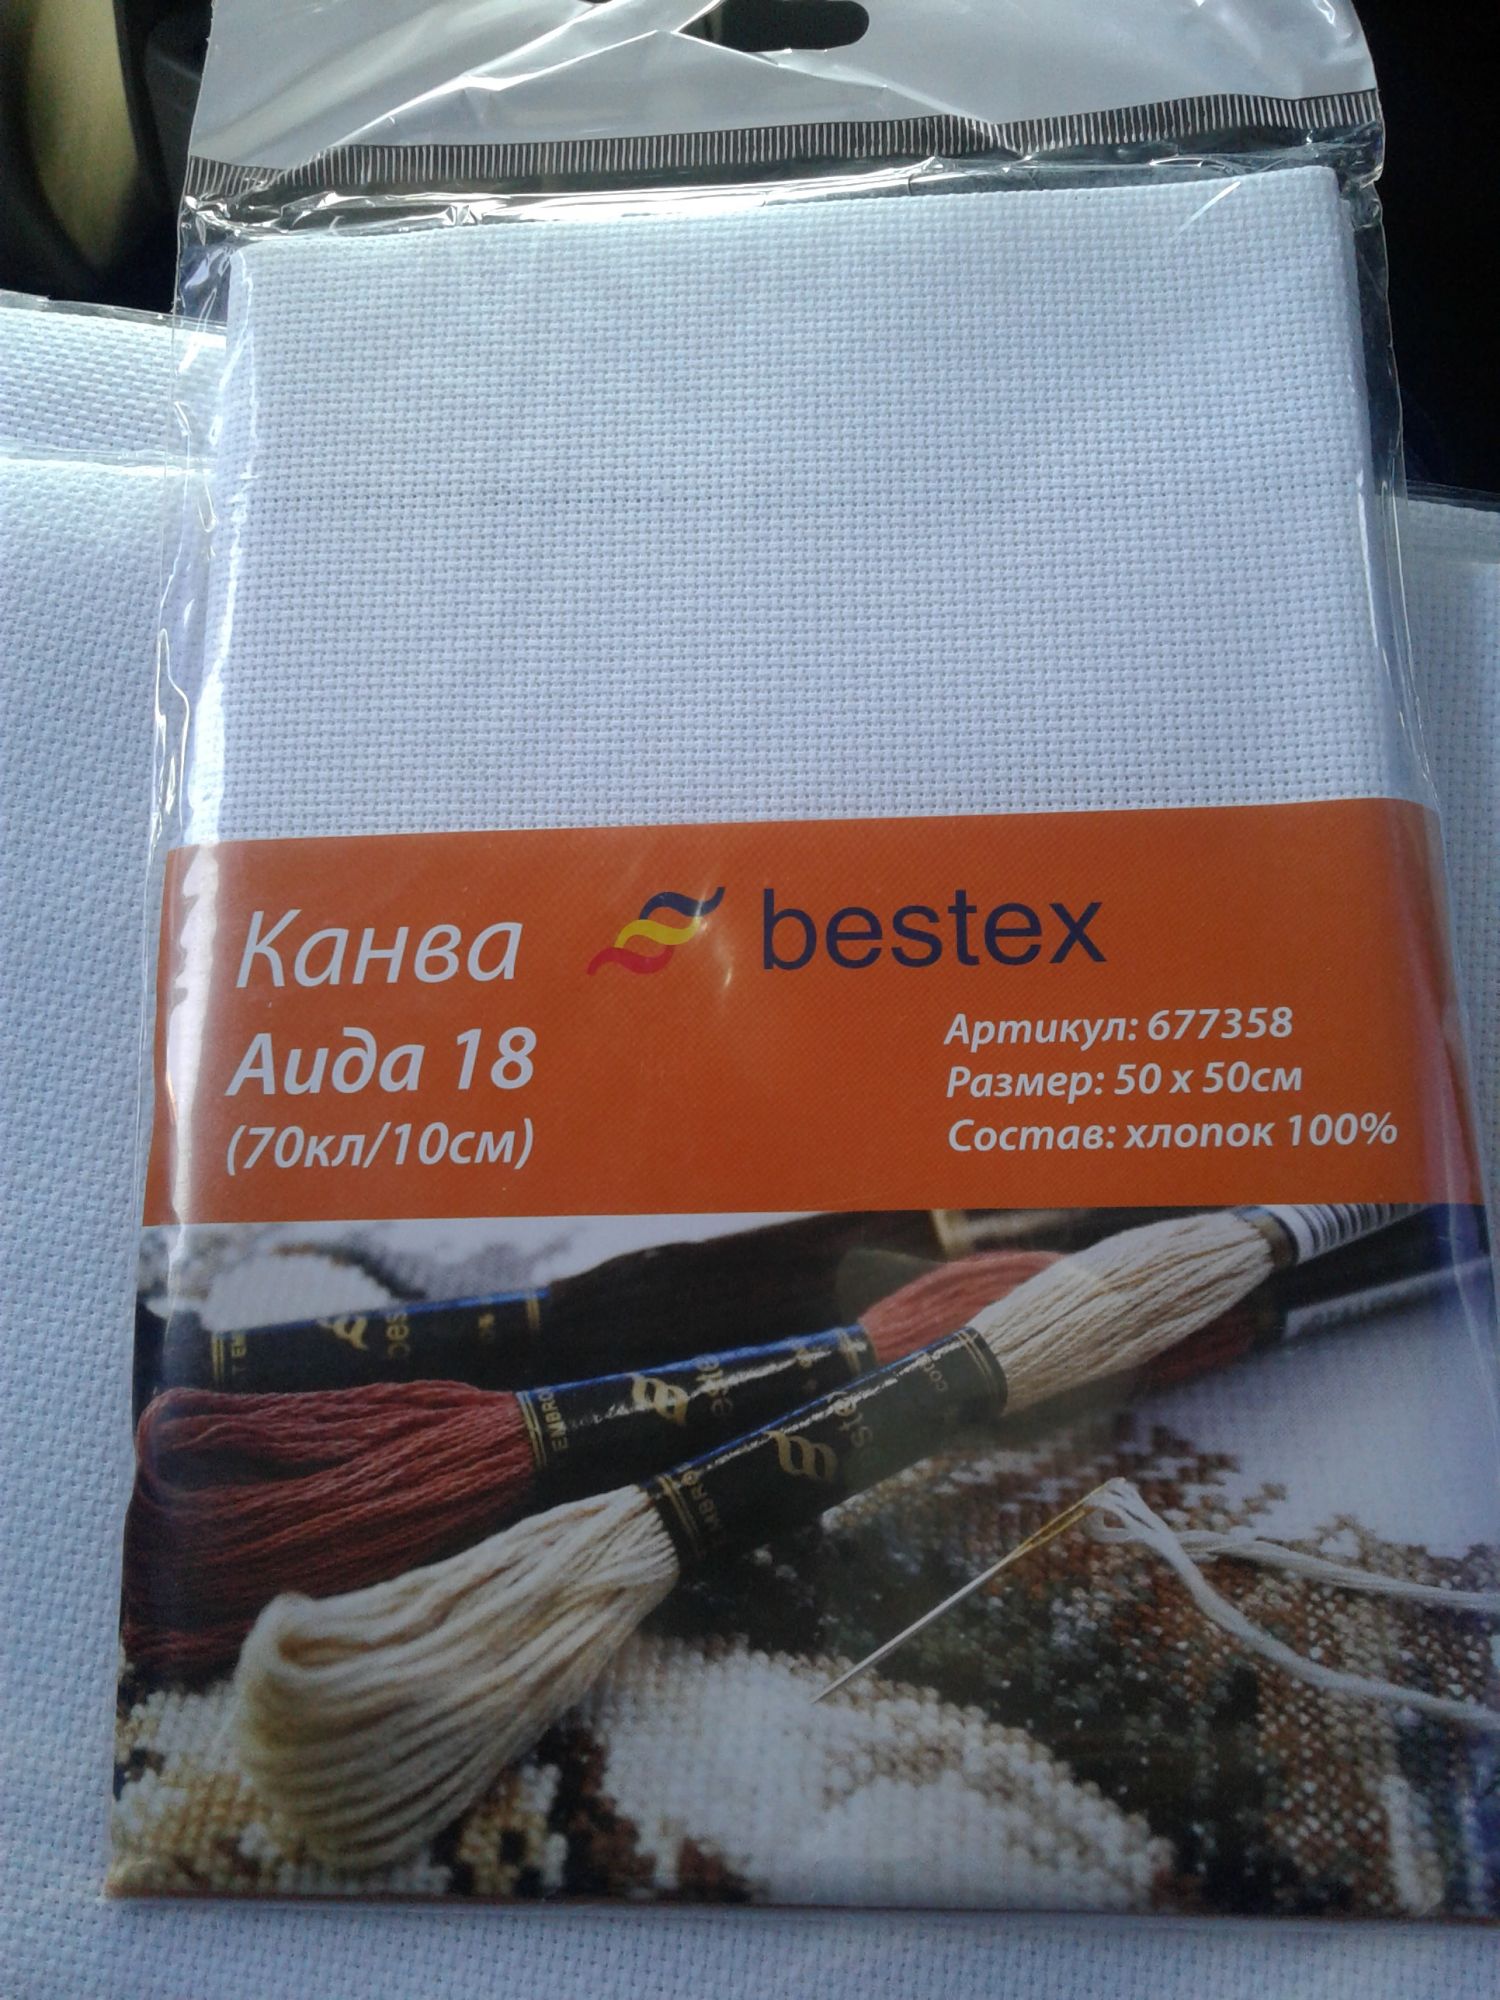 Канва bestex
Аида 18
(70кл/10см)
Артикул: 677358
Размер: 50 х 50см
Состав: хлопок 100%